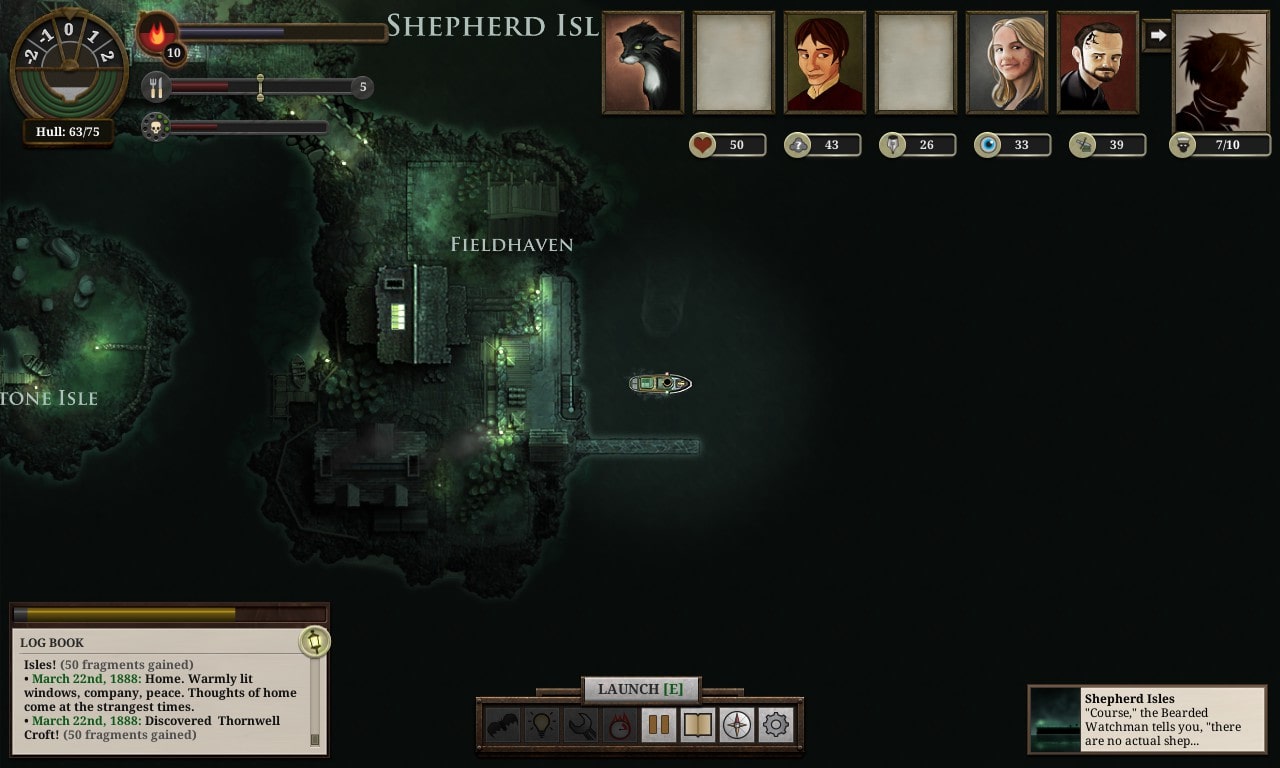 -2 -1 0 1 2
10
SHEPHERD ISL
5
Hull: 63/75
50
43
26
33
39
7/10
FIELDHAVEN
TONE ISLE
LOG BOOK
Isles! (50 fragments gained)
• March 22nd, 1888: Home. Warmly lit
windows, company, peace. Thoughts of home
come at the strangest times.
• March 22nd, 1888: Discovered Thornwell
Croft! (50 fragments gained)
LAUNCH [E]
Shepherd Isles
"Course," the Bearded
Watchman tells you, "there
are no actual shep...